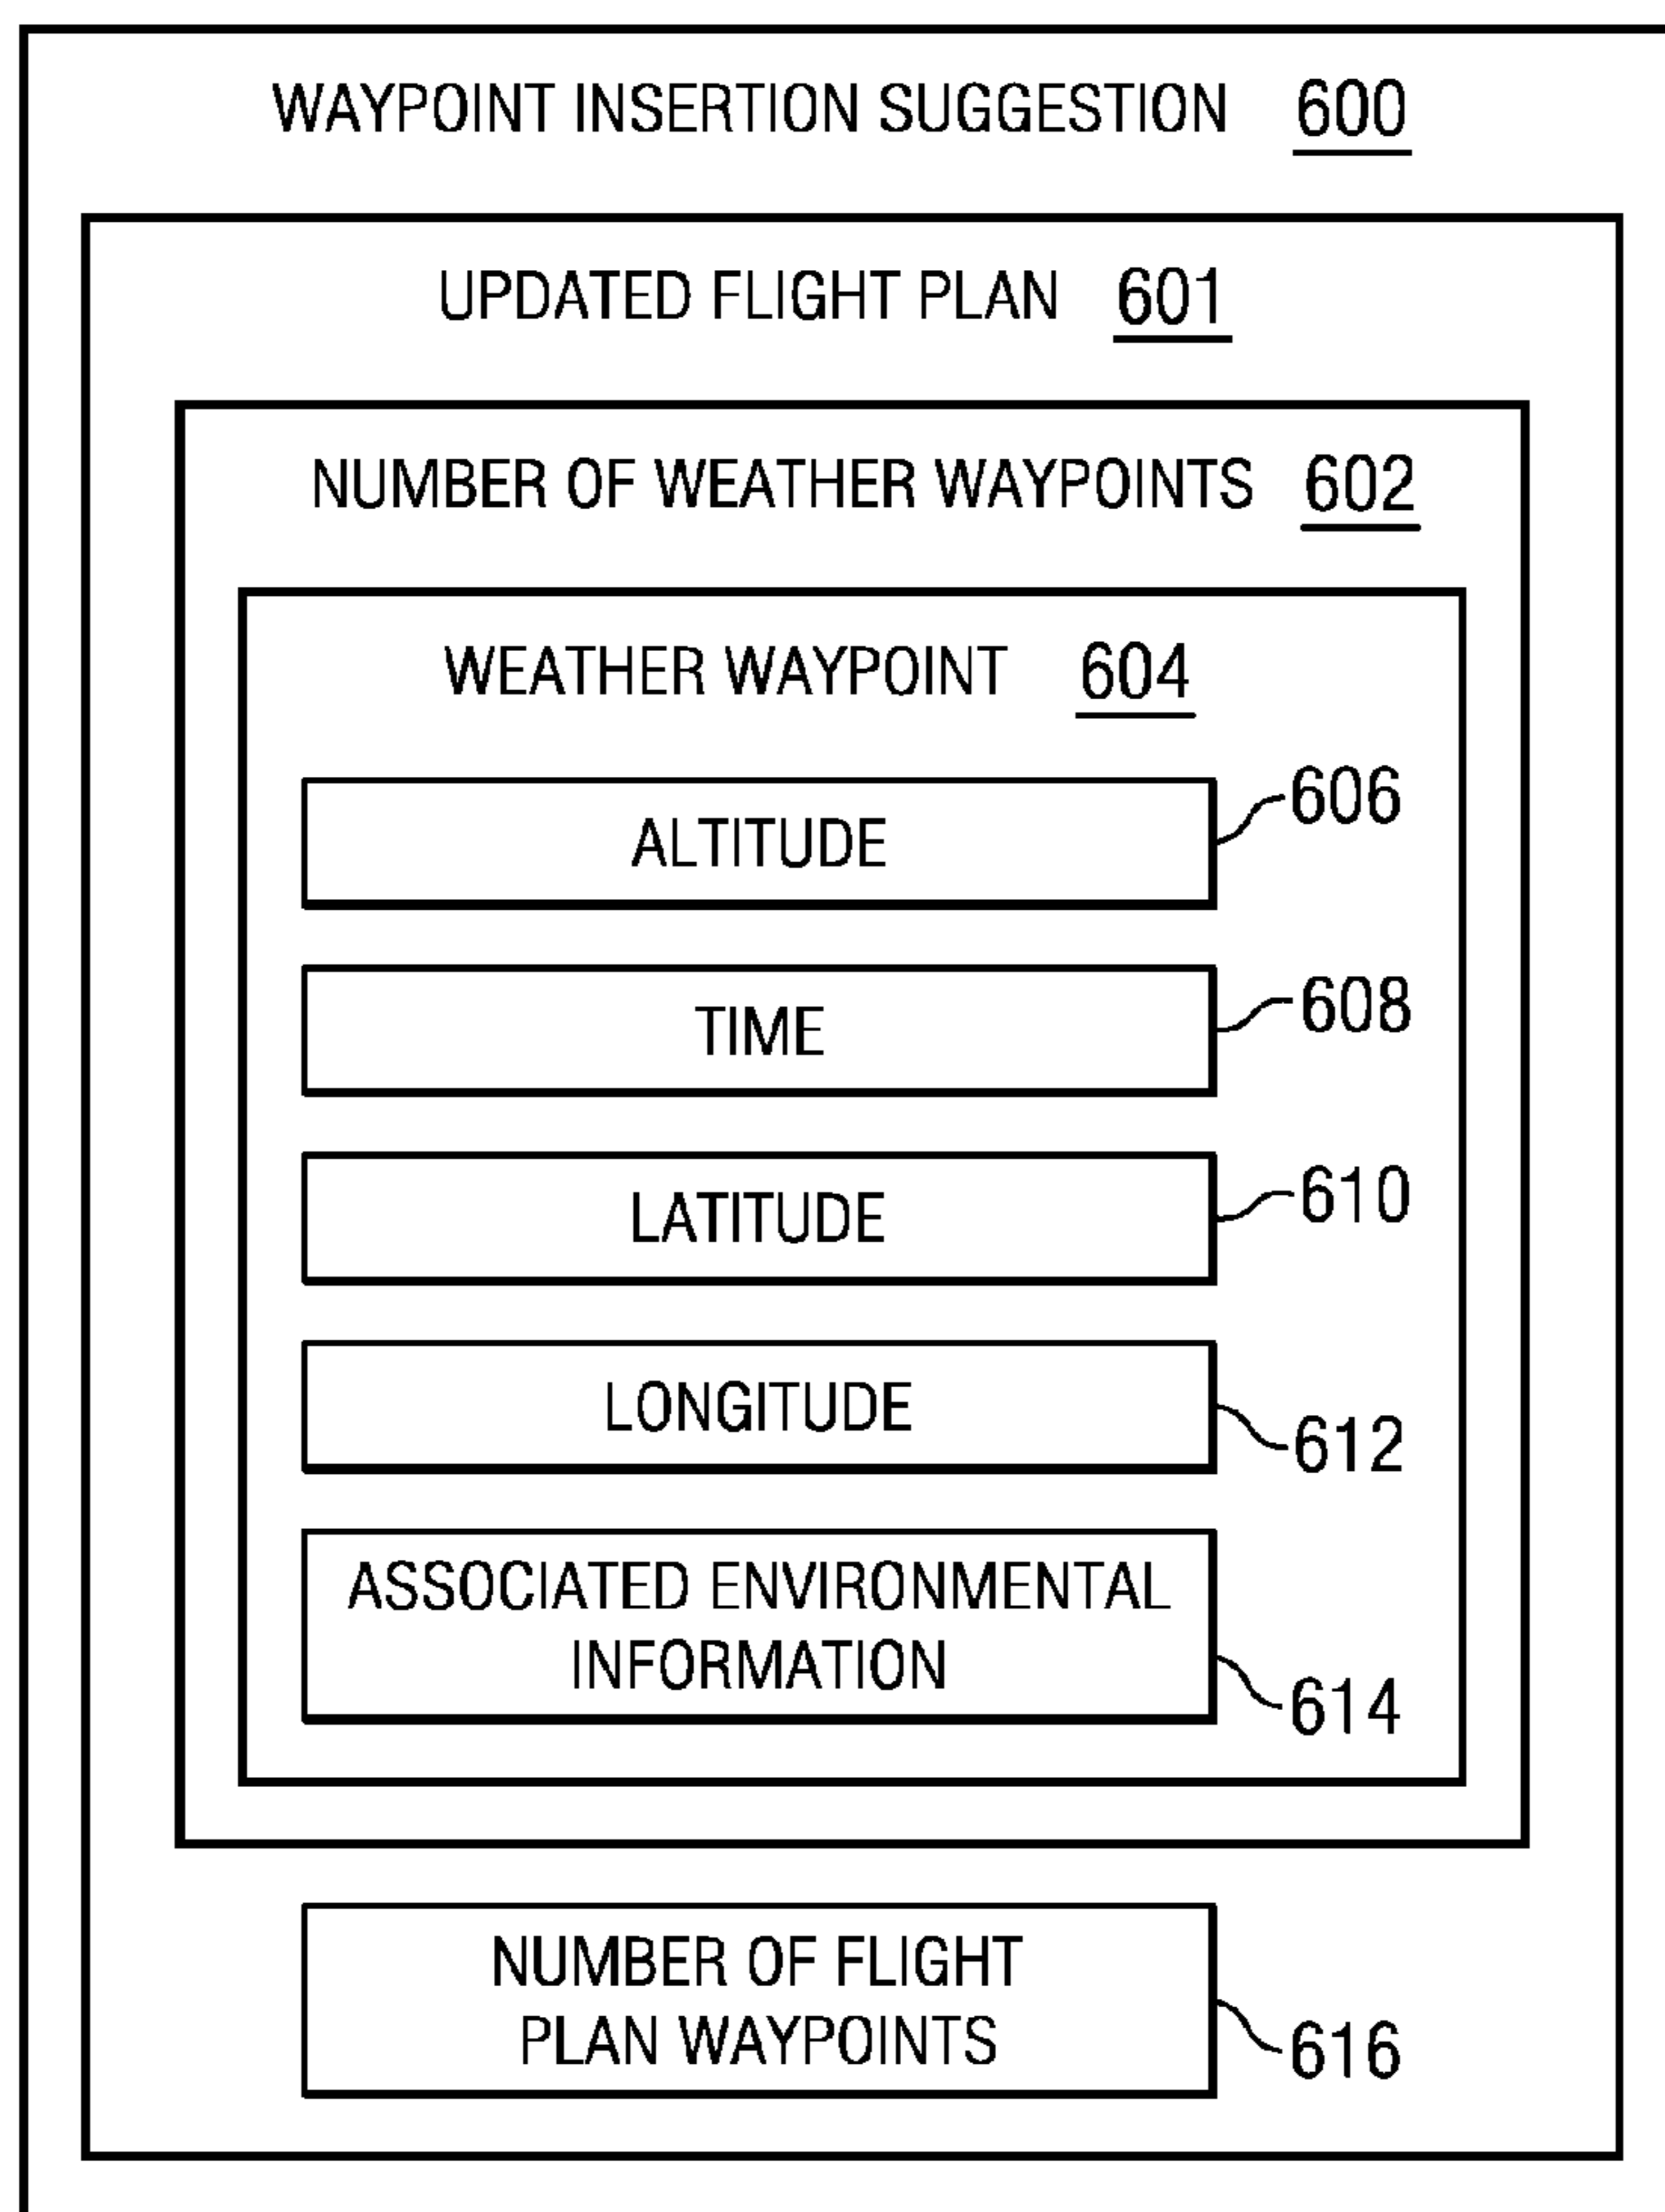 WAYPOINT INSERTION SUGGESTION 600
UPDATED FLIGHT PLAN 601
NUMBER OF WEATHER WAYPOINTS 602
WEATHER WAYPOINT 604
ALTITUDE 606
TIME 608
LATITUDE 610
LONGITUDE 612
ASSOCIATED ENVIRONMENTAL
INFORMATION 614
NUMBER OF FLIGHT
PLAN WAYPOINTS 616